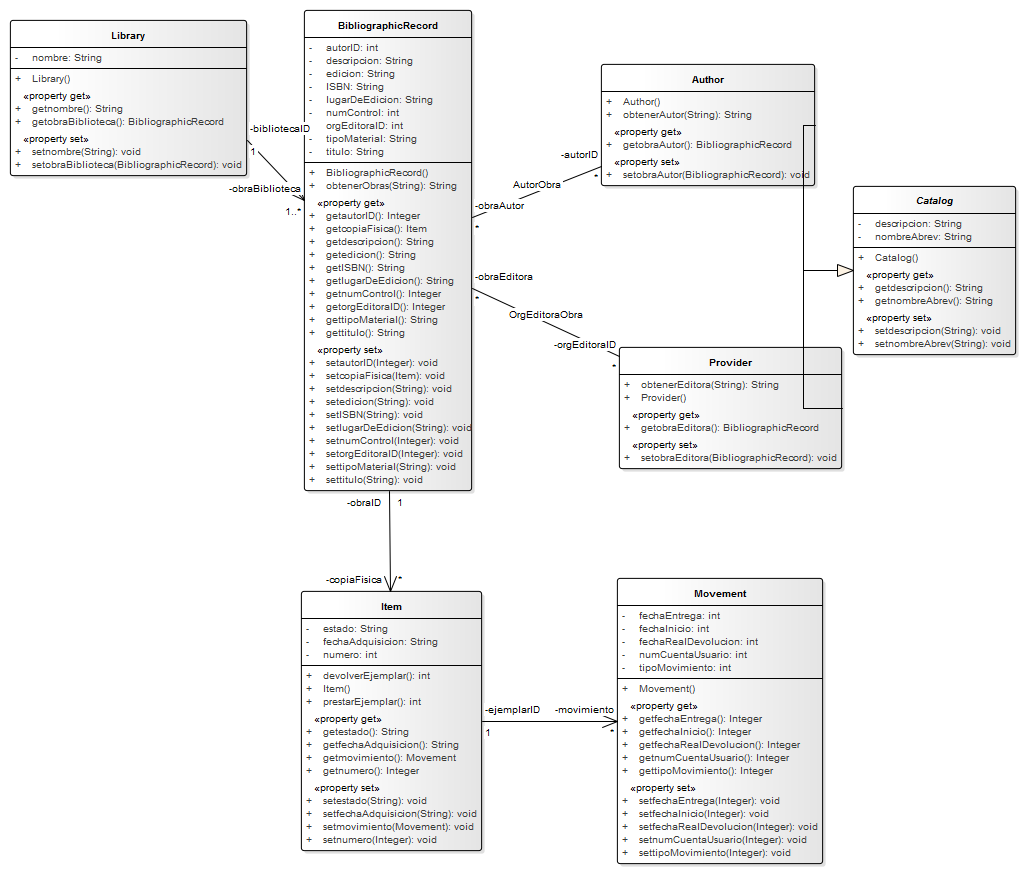 Library
- nombre: String
+ Library()
«property get»
+ getnombre(): String
+ getobraBiblioteca(): BibliographicRecord
«property set»
+ setnombre(String): void
+ setobraBiblioteca(BibliographicRecord): void
-bibliotecaID
1
-obraBiblioteca
1..*
BibliographicRecord
- autorID: int
- descripcion: String
- edicion: String
- ISBN: String
- lugarDeEdicion: String
- numControl: int
- orgEditoraID: int
- tipoMaterial: String
- titulo: String
+ BibliographicRecord()
+ obtenerObras(String): String
«property get»
+ getautorID(): Integer
+ getcopiaFisica(): Item
+ getdescripcion(): String
+ getedicion(): String
+ getISBN(): String
+ getlugarDeEdicion(): String
+ getnumControl(): Integer
+ getorgEditoraID(): Integer
+ gettipoMaterial(): String
+ gettitulo(): String
«property set»
+ setautorID(Integer): void
+ setcopiaFisica(Item): void
+ setdescripcion(String): void
+ setedicion(String): void
+ setISBN(String): void
+ setlugarDeEdicion(String): void
+ setnumControl(Integer): void
+ setorgEditoraID(Integer): void
+ settipoMaterial(String): void
+ settitulo(String): void
-autorID
*
AutorObra
-obraAutor
*
Author
+ Author()
+ obtenerAutor(String): String
«property get»
+ getobraAutor(): BibliographicRecord
«property set»
+ setobraAutor(BibliographicRecord): void
Catalog
- descripcion: String
- nombreAbrev: String
+ Catalog()
«property get»
+ getdescripcion(): String
+ getnombreAbrev(): String
«property set»
+ setdescripcion(String): void
+ setnombreAbrev(String): void
-obraEditora
*
OrgEditoraObra
-orgEditoraID
*
Provider
+ obtenerEditora(String): String
+ Provider()
«property get»
+ getobraEditora(): BibliographicRecord
«property set»
+ setobraEditora(BibliographicRecord): void
-obraID 1
-copiaFisica *
Item
- estado: String
- fechaAdquisicion: String
- numero: int
+ devolverEjemplar(): int
+ Item()
+ prestarEjemplar(): int
«property get»
+ getestado(): String
+ getfechaAdquisicion(): String
+ getmovimiento(): Movement
+ getnumero(): Integer
«property set»
+ setestado(String): void
+ setfechaAdquisicion(String): void
+ setmovimiento(Movement): void
+ setnumero(Integer): void
-ejemplarID -movimiento
1 *
Movement
- fechaEntrega: int
- fechaInicio: int
- fechaRealDevolucion: int
- numCuentaUsuario: int
- tipoMovimiento: int
+ Movement()
«property get»
+ getfechaEntrega(): Integer
+ getfechaInicio(): Integer
+ getfechaRealDevolucion(): Integer
+ getnumCuentaUsuario(): Integer
+ gettipoMovimiento(): Integer
«property set»
+ setfechaEntrega(Integer): void
+ setfechaInicio(Integer): void
+ setfechaRealDevolucion(Integer): void
+ setnumCuentaUsuario(Integer): void
+ settipoMovimiento(Integer): void